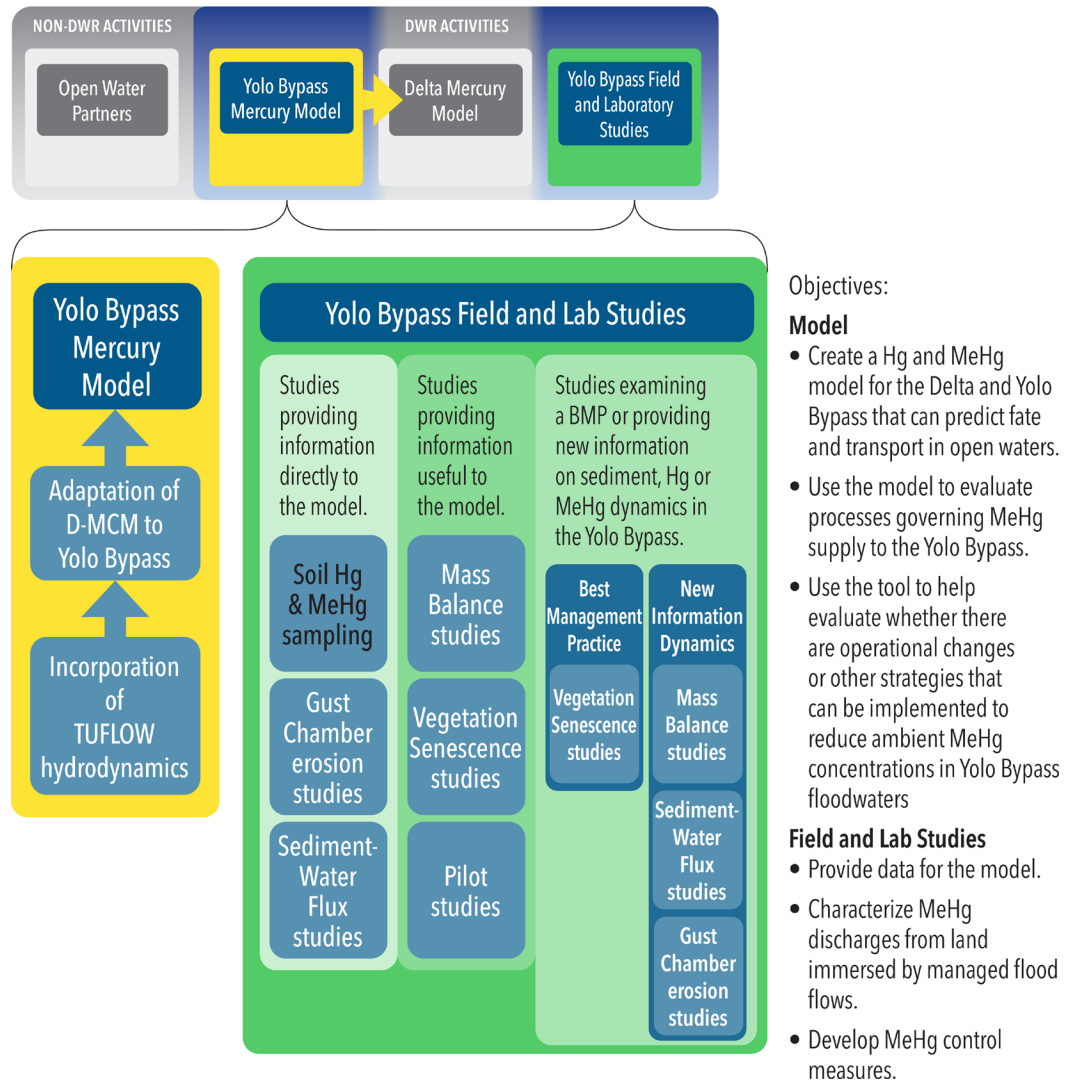 NON-DWR ACTIVITIES
DWR ACTIVITIES
Open Water
Partners
Yolo Bypass
Mercury Model
Delta Mercury
Model
Yolo Bypass Field
and Laboratory
Studies
Yolo Bypass
Mercury
Model
Adaptation of
D-MCM to
Yolo Bypass
Incorporation
of
TUFLOW
hydrodynamics
Yolo Bypass Field and Lab Studies
Studies
providing
information
directly to
the model.
Soil Hg
& MeHg
sampling
Gust
Chamber
erosion
studies
Sediment-
Water
Flux
studies
Studies
providing
information
useful to
the model.
Mass
Balance
studies
Vegetation
Senescence
studies
Pilot
studies
Studies examining
a BMP or providing
new information
on sediment, Hg or
MeHg dynamics in
the Yolo Bypass.
Best
Management
Practice
Vegetation
Senescence
studies
New
Information
Dynamics
Mass
Balance
studies
Sediment-
Water
Flux
studies
Gust
Chamber
erosion
studies
Objectives:
Model
• Create a Hg and MeHg
model for the Delta and Yolo
Bypass that can predict fate
and transport in open waters.
• Use the model to evaluate
processes governing MeHg
supply to the Yolo Bypass.
• Use the tool to help
evaluate whether there
are operational changes
or other strategies that
can be implemented to
reduce ambient MeHg
concentrations in Yolo Bypass
floodwaters
Field and Lab Studies
• Provide data for the model.
• Characterize MeHg
discharges from land
immersed by managed flood
flows.
• Develop MeHg control
measures.